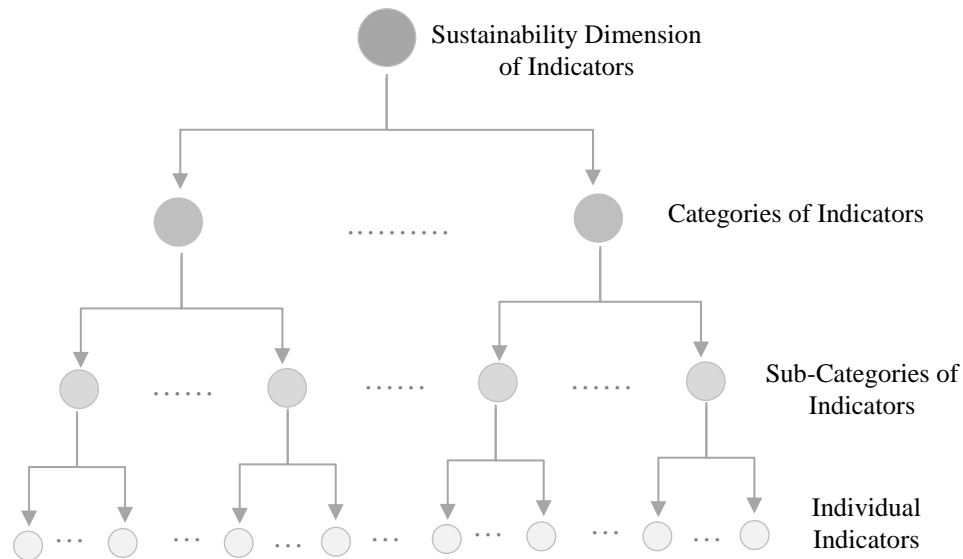 Sustainability Dimension
of Indicators
Categories of Indicators
..........
Sub-Categories of
Indicators
......
......
......
Individual
Indicators
...
...
...
...
...
...
...